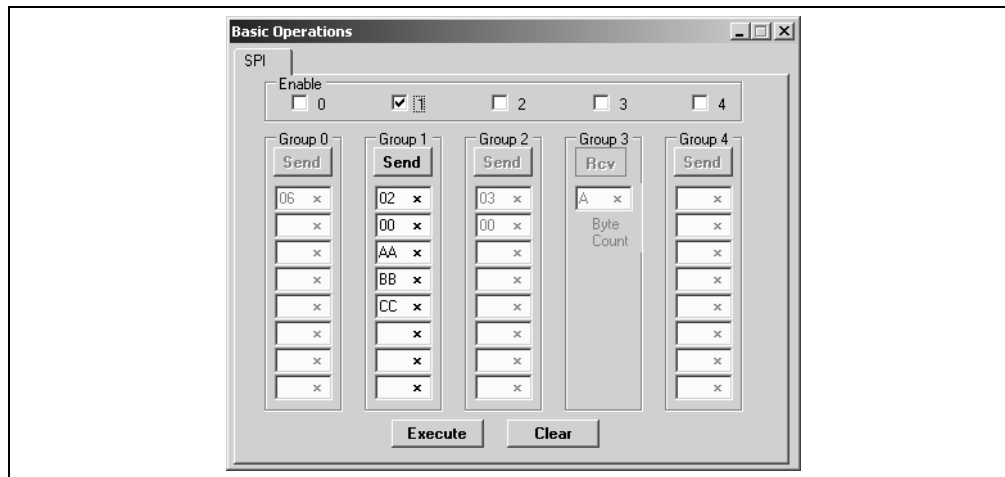 Basic Operations
SPI
Enable
0 1 2 3 4
Group 0 Group 1 Group 2 Group 3 Group 4
Send Send Send Rcv Send
06 x 02 x 03 x A x x
x 00 x 00 x Byte Count x
x AA x x x
x BB x x x
x CC x x x
x x x x
x x x x
x x x x
Execute Clear